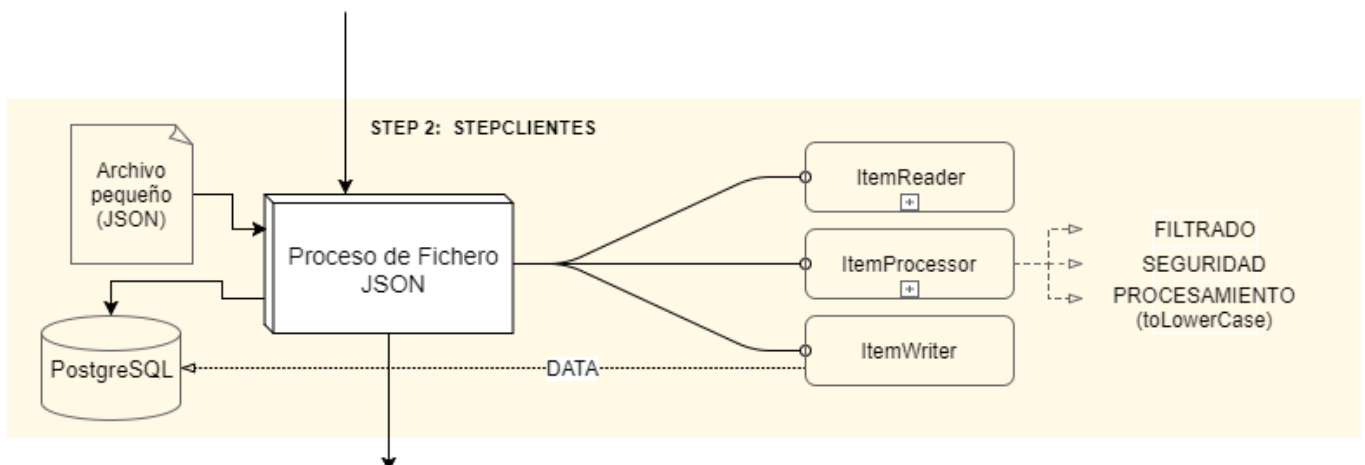 STEP 2: STEPCLIENTES
Archivo
pequeño
(JSON)
Proceso de Fichero
JSON
PostgreSQL
ItemReader
ItemProcessor
ItemWriter
DATA
FILTRADO
SEGURIDAD
PROCESAMIENTO
(toLowerCase)